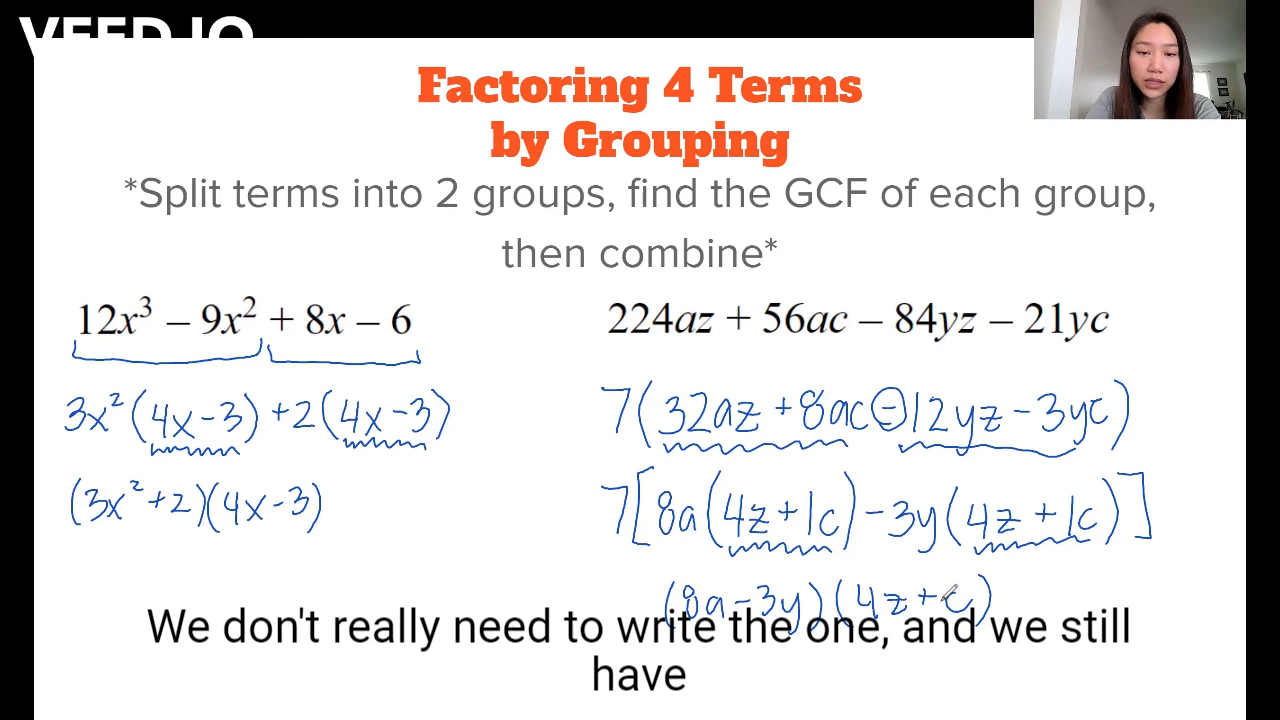 VEED.IO
Factoring 4 Terms
by Grouping
*Split terms into 2 groups, find the GCF of each group,
then combine*
12x³ – 9x² + 8x – 6
3x²(4x-3)+2(4x-3)
(3x²+2)(4x-3)
224az + 56ac – 84yz – 21yc
7(32az+8ac-12yz-3yc)
7[8a(4z+1c)-3y(4z+1c)]
(8a-3y)(4z+c)
We don't really need to write the one, and we still
have